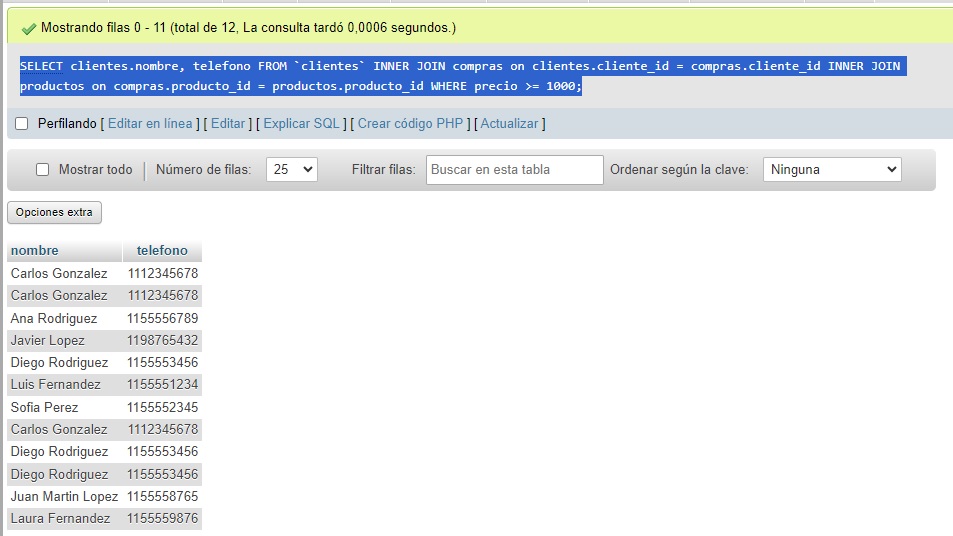 Mostrando filas 0 - 11 (total de 12, La consulta tardó 0,0006 segundos.)
SELECT clientes.nombre, telefono FROM `clientes` INNER JOIN compras on clientes.cliente_id = compras.cliente_id INNER JOIN
productos on compras.producto_id = productos.producto_id WHERE precio >= 1000;
Perfilando [ Editar en línea ] [ Editar ] [ Explicar SQL ] [ Crear código PHP ] [ Actualizar ]
Mostrar todo | Número de filas: 25 Filtrar filas: Buscar en esta tabla Ordenar según la clave: Ninguna
Opciones extra
nombre telefono
Carlos Gonzalez 1112345678
Carlos Gonzalez 1112345678
Ana Rodriguez 1155556789
Javier Lopez 1198765432
Diego Rodriguez 1155553456
Luis Fernandez 1155551234
Sofia Perez 1155552345
Carlos Gonzalez 1112345678
Diego Rodriguez 1155553456
Diego Rodriguez 1155553456
Juan Martin Lopez 1155558765
Laura Fernandez 1155559876